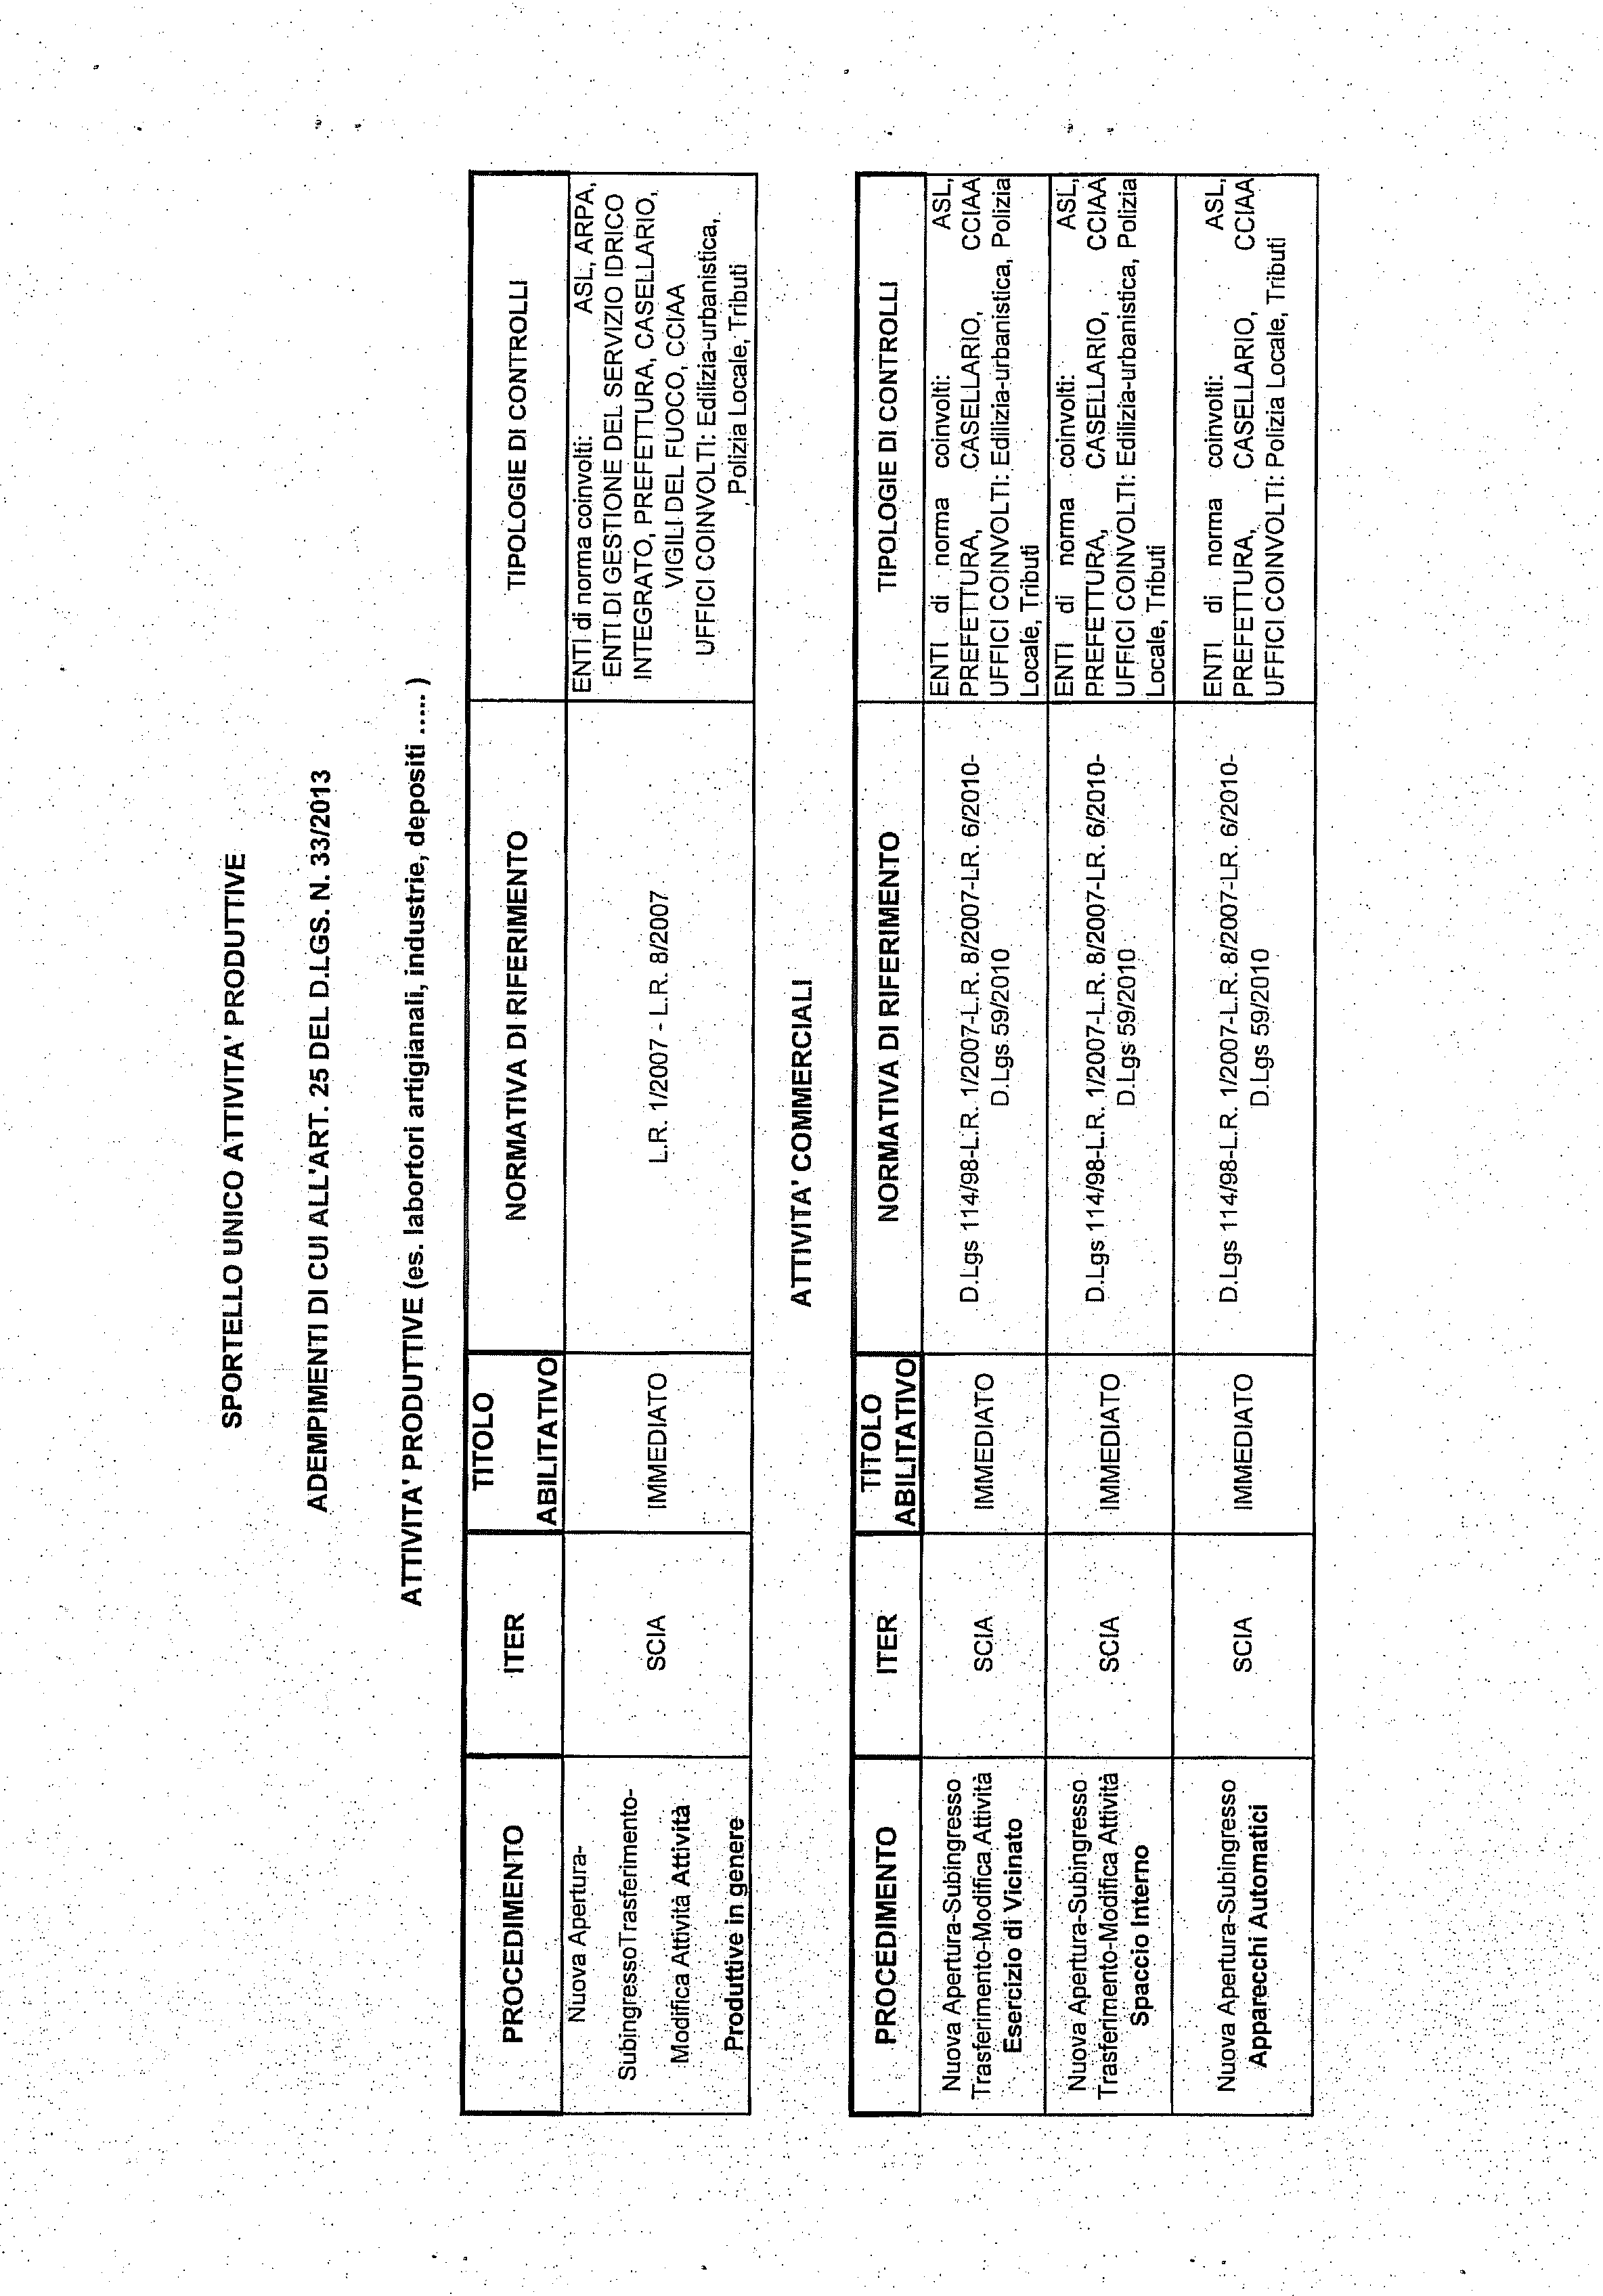 SPORTELLO UNICO ATTIVITA' PRODUTTIVE
ADEMPIMENTI DI CUI ALL'ART. 25 DEL D.LGS. N. 33/2013
ATTIVITA' PRODUTTIVE (es. labortori artigianali, industrie, depositi ..... )
PROCEDIMENTO
ITER
TITOLO
ABILITATIVO
NORMATIVA DI RIFERIMENTO
TIPOLOGIE DI CONTROLLI
Nuova Apertura-
SubingressoTrasferimento-
Modifica Attività Attività
Produttive in genere
SCIA
IMMEDIATO
L.R. 1/2007 - L.R. 8/2007
ENTI di norma coinvolti: ASL, ARPA,
ENTI DI GESTIONE DEL SERVIZIO IDRICO
INTEGRATO, PREFETTURA, CASELLARIO,
VIGILI DEL FUOCO, CCIAA
UFFICI COINVOLTI: Edilizia-urbanistica,
Polizia Locale, Tributi
ATTIVITA' COMMERCIALI
PROCEDIMENTO
ITER
TITOLO
ABILITATIVO
NORMATIVA DI RIFERIMENTO
TIPOLOGIE DI CONTROLLI
Nuova Apertura-Subingresso
Trasferimento-Modifica Attività
Esercizio di Vicinato
SCIA
IMMEDIATO
D.Lgs 114/98-L.R. 1/2007-L.R. 8/2007-LR. 6/2010-
D.Lgs 59/2010
ENTI di norma coinvolti: ASL,
PREFETTURA, CASELLARIO, CCIAA
UFFICI COINVOLTI: Edilizia-urbanistica, Polizia
Locale, Tributi
Nuova Apertura-Subingresso
Trasferimento-Modifica Attività
Spaccio Interno
SCIA
IMMEDIATO
D.Lgs 114/98-L.R. 1/2007-L.R. 8/2007-LR. 6/2010-
D.Lgs 59/2010
ENTI di norma coinvolti: ASL,
PREFETTURA, CASELLARIO, CCIAA
UFFICI COINVOLTI: Edilizia-urbanistica, Polizia
Locale, Tributi
Nuova Apertura-Subingresso
Apparecchi Automatici
SCIA
IMMEDIATO
D.Lgs 114/98-L.R. 1/2007-L.R. 8/2007-LR. 6/2010-
D.Lgs 59/2010
ENTI di norma coinvolti: ASL,
PREFETTURA, CASELLARIO, CCIAA
UFFICI COINVOLTI: Polizia Locale, Tributi